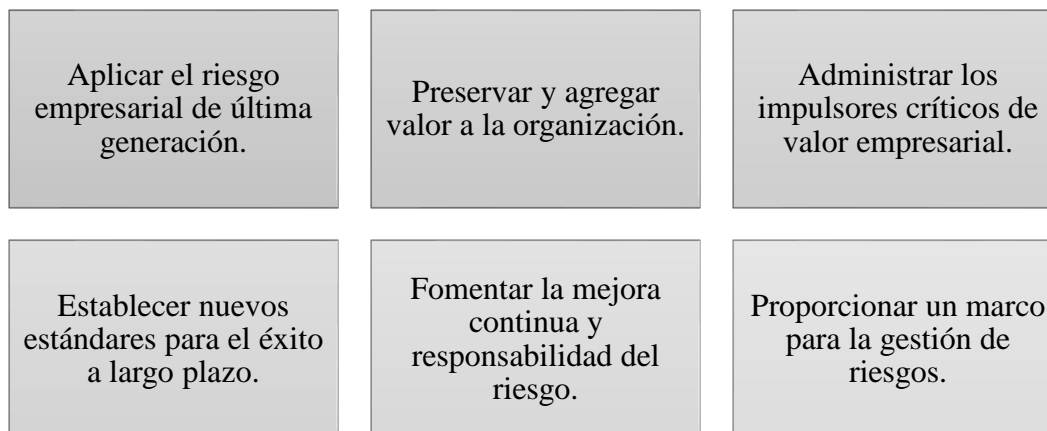 Aplicar el riesgo
empresarial de última
generación.
Preservar y agregar
valor a la organización.
Administrar los
impulsores críticos de
valor empresarial.
Establecer nuevos
estándares para el éxito
a largo plazo.
Fomentar la mejora
continua y
responsabilidad del
riesgo.
Proporcionar un marco
para la gestión de
riesgos.